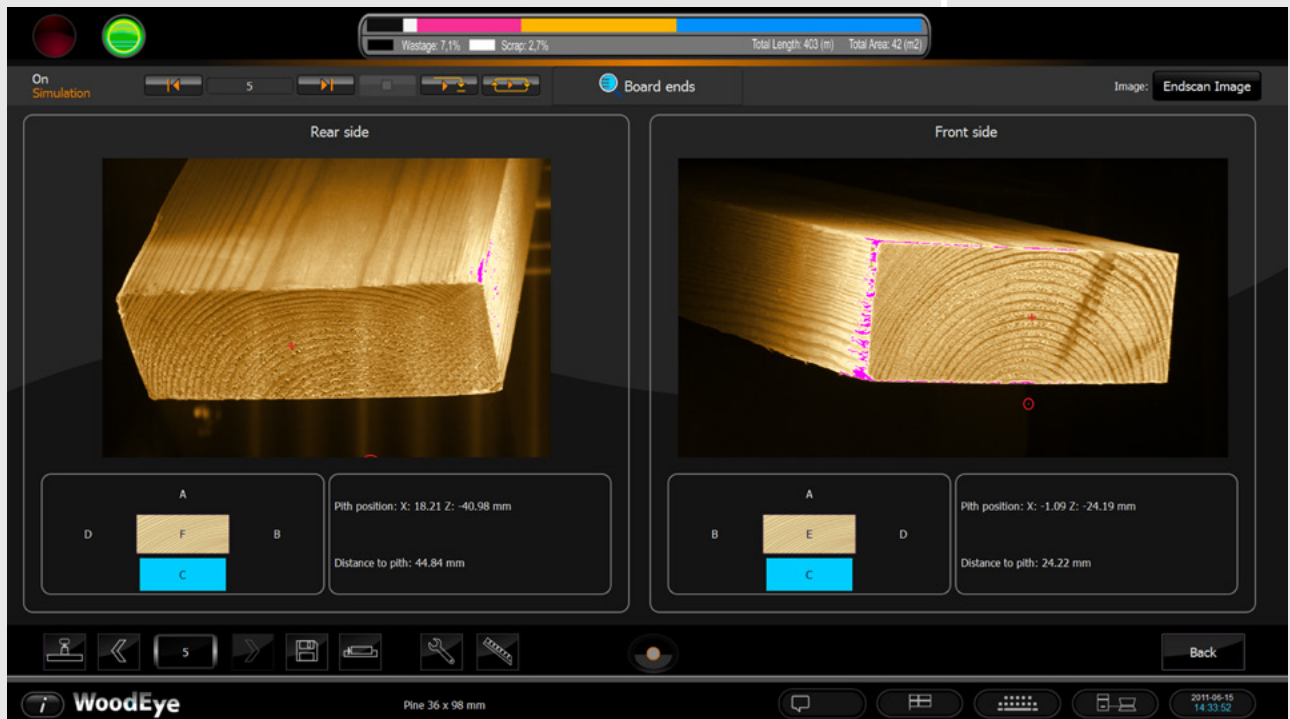 Wastage: 7,1% Scrap: 2,7% Total Length: 403 (m) Total Area: 42 (m2)
On
Simulation
5
Board ends
Image: Endscan Image
Rear side
Front side
A
D F B
C
Pith position: X: 18.21 Z: -40.98 mm
Distance to pith: 44.84 mm
A
B E D
C
Pith position: X: -1.09 Z: -24.19 mm
Distance to pith: 24.22 mm
5
Back
i WoodEye
Pine 36 x 98 mm
2011-06-15
14:33:52